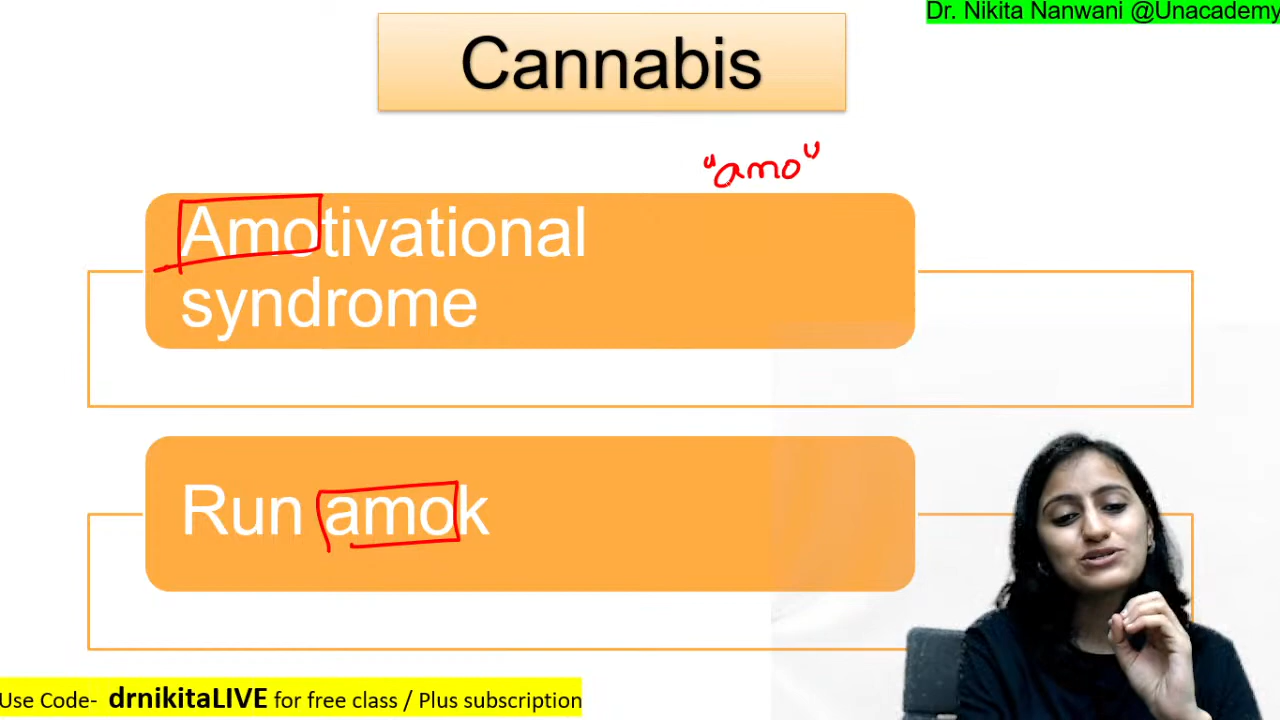 Dr. Nikita Nanwani @Unacademy
Cannabis
"amo"
Amotivational
syndrome
Run amok
Use Code- drnikitaLIVE for free class / Plus subscription